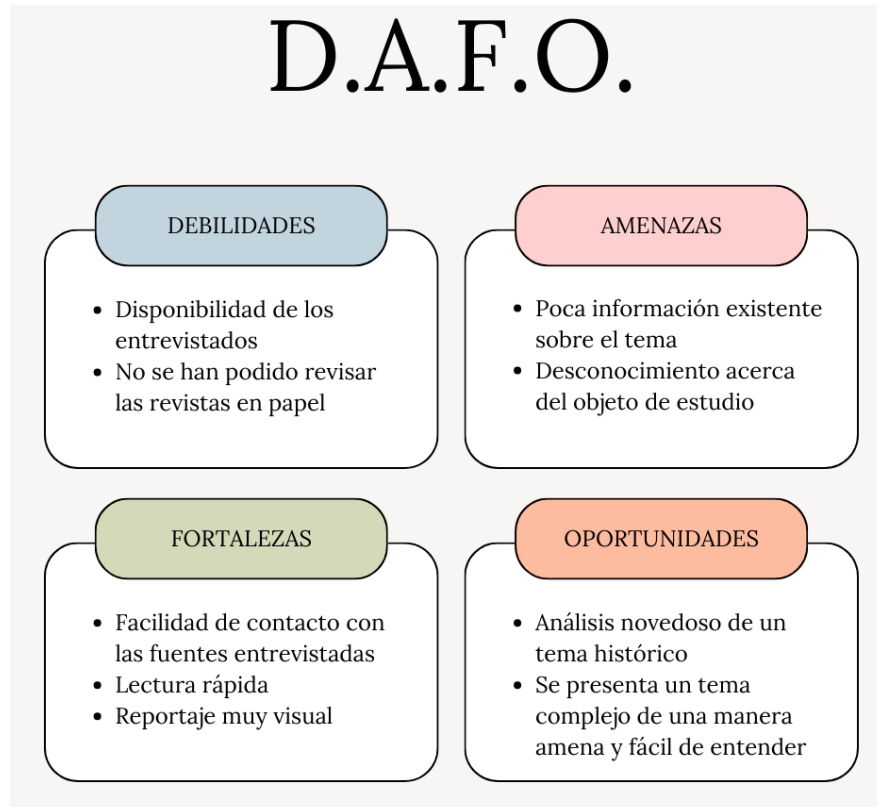 D.A.F.O.
DEBILIDADES
• Disponibilidad de los
entrevistados
• No se han podido revisar
las revistas en papel
AMENAZAS
• Poca información existente
sobre el tema
• Desconocimiento acerca
del objeto de estudio
FORTALEZAS
• Facilidad de contacto con
las fuentes entrevistadas
• Lectura rápida
• Reportaje muy visual
OPORTUNIDADES
• Análisis novedoso de un
tema histórico
• Se presenta un tema
complejo de una manera
amena y fácil de entender